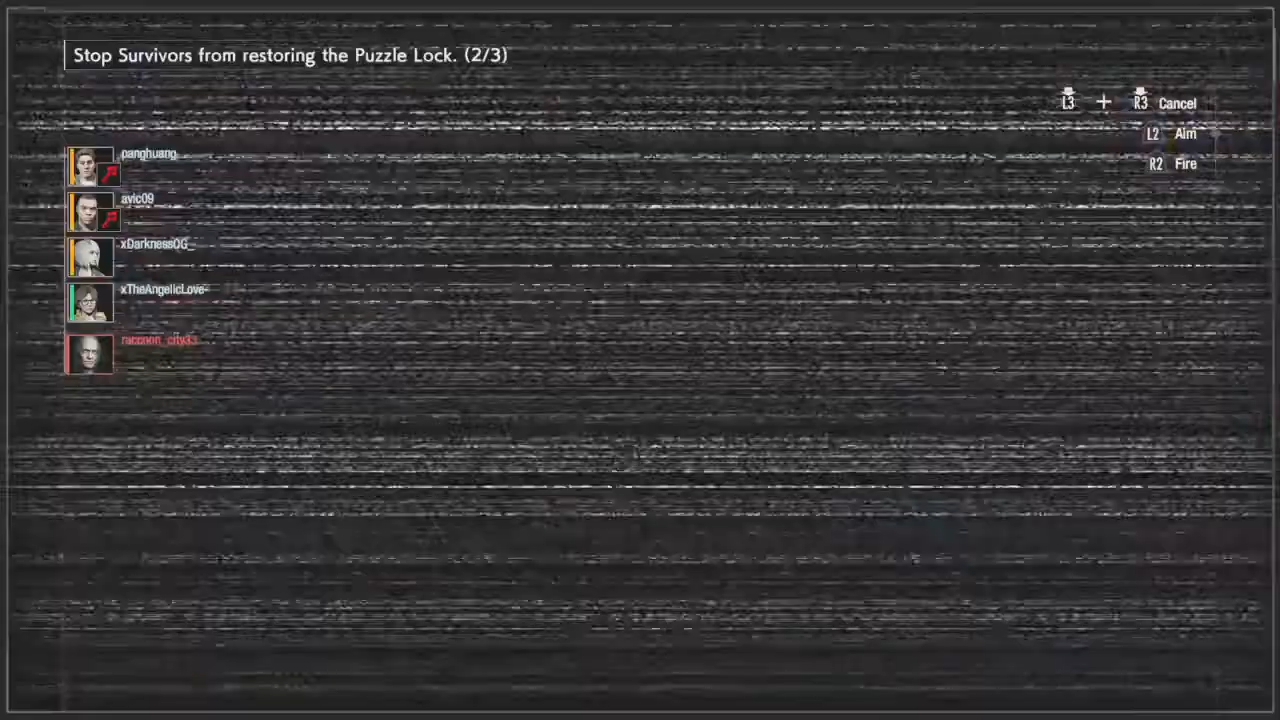 Stop Survivors from restoring the Puzzle Lock. (2/3)
L3 + R3 Cancel
L2 Aim
R2 Fire
panghuang
avic09
xDarknessOG_
xTheAngelicLove-
raccoon_city33